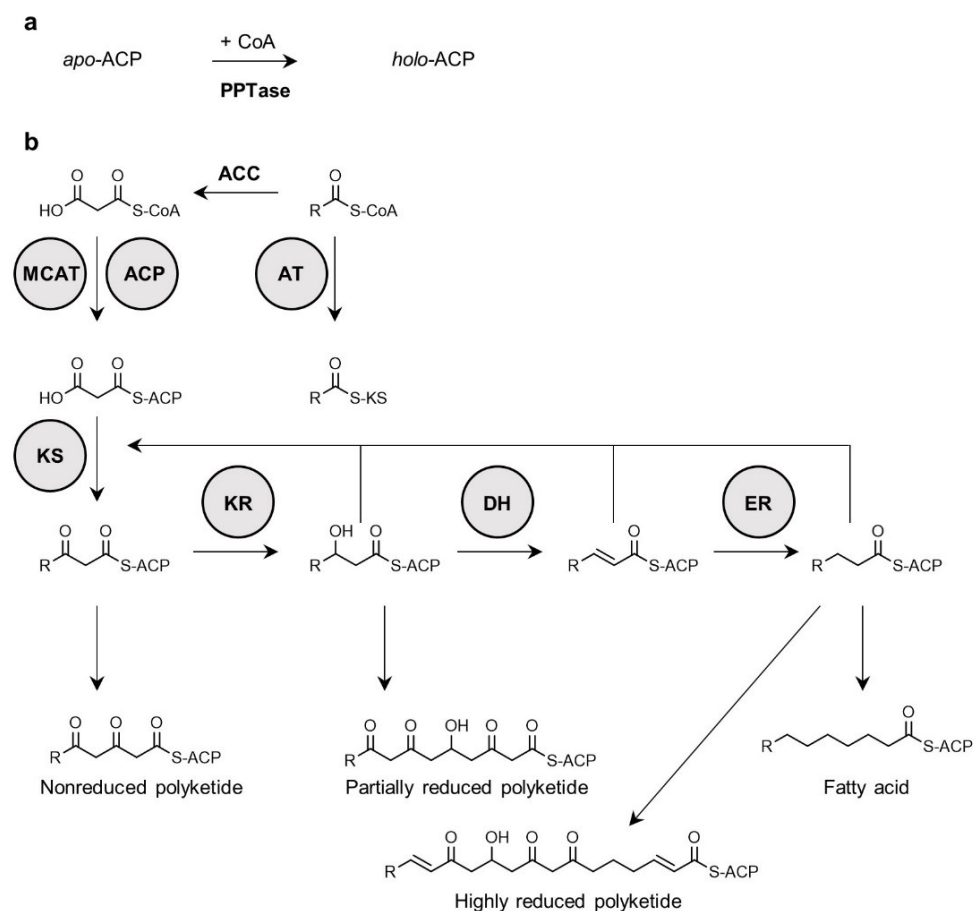 a
apo-ACP
+ CoA
PPTase
holo-ACP
b
O O
HO S-CoA
ACC
O
R S-CoA
MCAT
ACP
AT
O O
HO S-ACP
O
R S-KS
KS
KR
DH
ER
O O
R S-ACP
OH O
R S-ACP
O
R S-ACP
O
R S-ACP
O O O
R S-ACP
Nonreduced polyketide
O O OH O O
R S-ACP
Partially reduced polyketide
O
R S-ACP
Fatty acid
O OH O O O
R S-ACP
Highly reduced polyketide